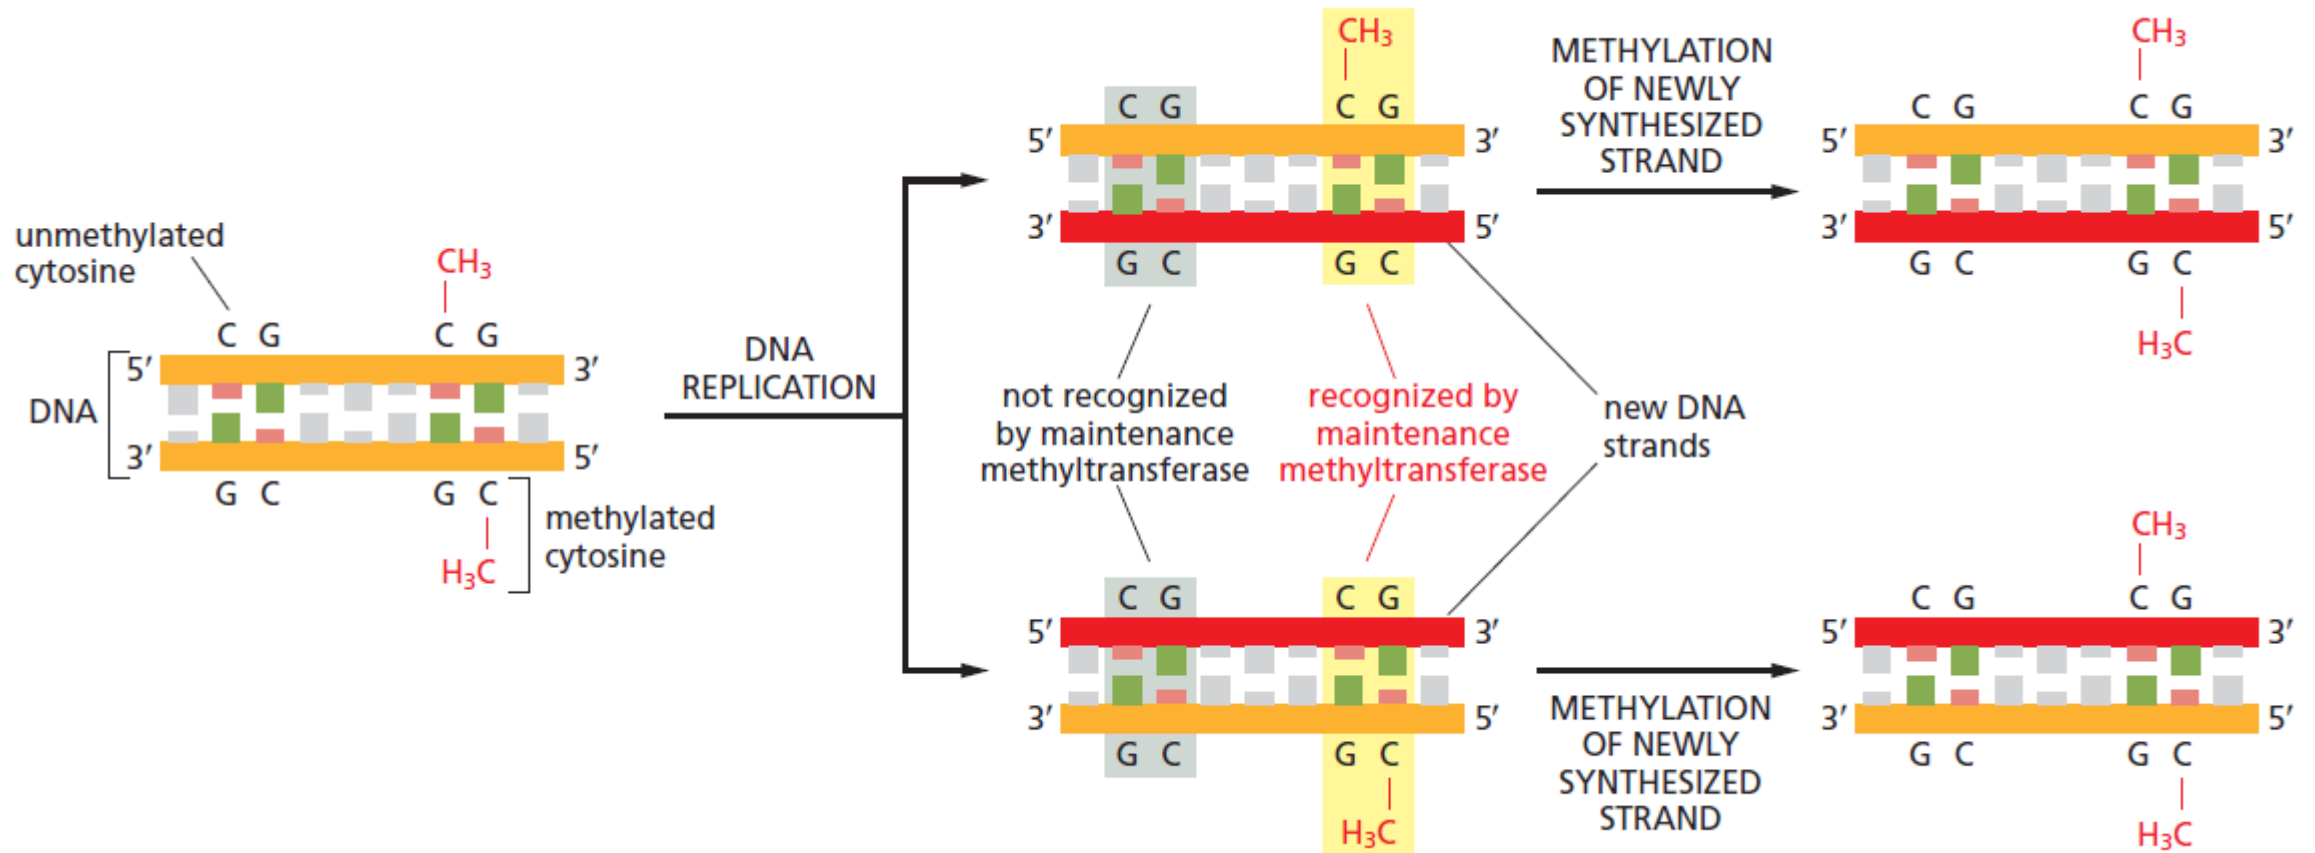 unmethylated
cytosine
CH₃
C G
C G
DNA
5′
3′
3′
5′
G C
G C
H₃C
methylated
cytosine
DNA
REPLICATION
CH₃
C G
C G
5′
3′
3′
5′
G C
G C
not recognized
by maintenance
methyltransferase
recognized by
maintenance
methyltransferase
new DNA
strands
C G
C G
5′
3′
3′
5′
G C
G C
H₃C
METHYLATION
OF NEWLY
SYNTHESIZED
STRAND
CH₃
C G
C G
5′
3′
3′
5′
G C
G C
H₃C
METHYLATION
OF NEWLY
SYNTHESIZED
STRAND
CH₃
C G
C G
5′
3′
3′
5′
G C
G C
H₃C